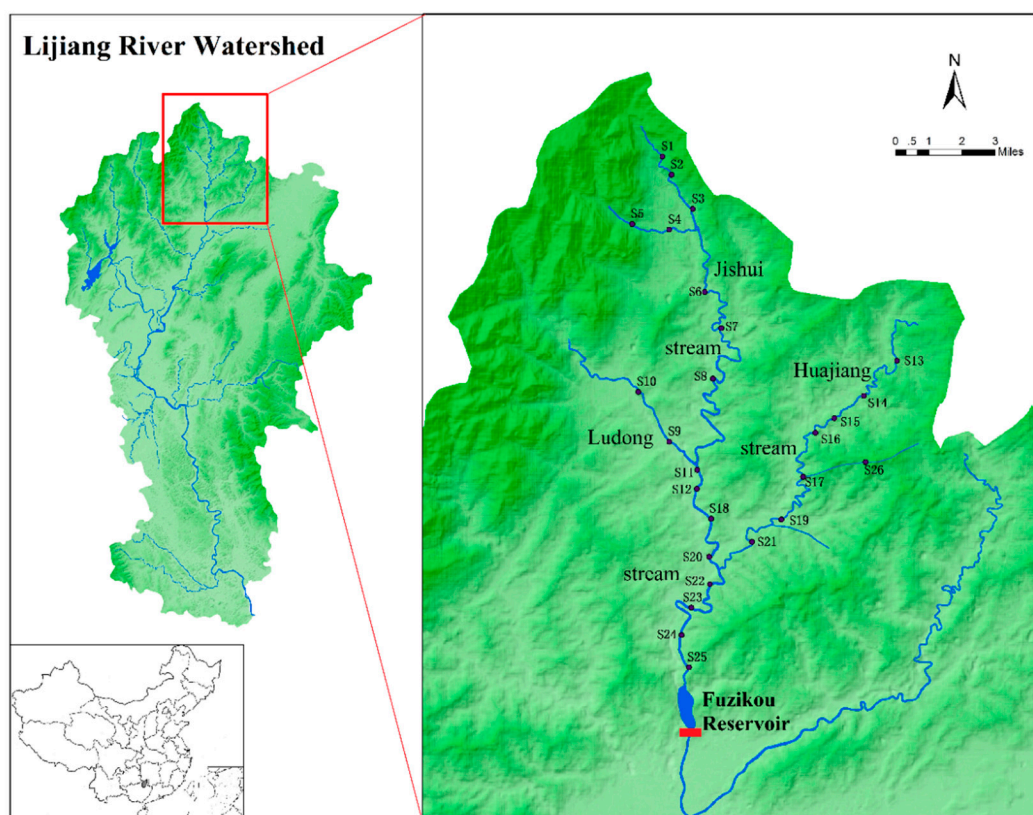 Lijiang River Watershed
N
0 .5 1 2 3
Miles
S1
S2
S3
S5
S4
Jishui
S6
S7
stream
S8
S13
Huajiang
S10
S14
S15
S16
Ludong
S9
stream
S26
S11
S17
S12
S18
S19
S21
S20
stream
S22
S23
S24
S25
Fuzikou
Reservoir